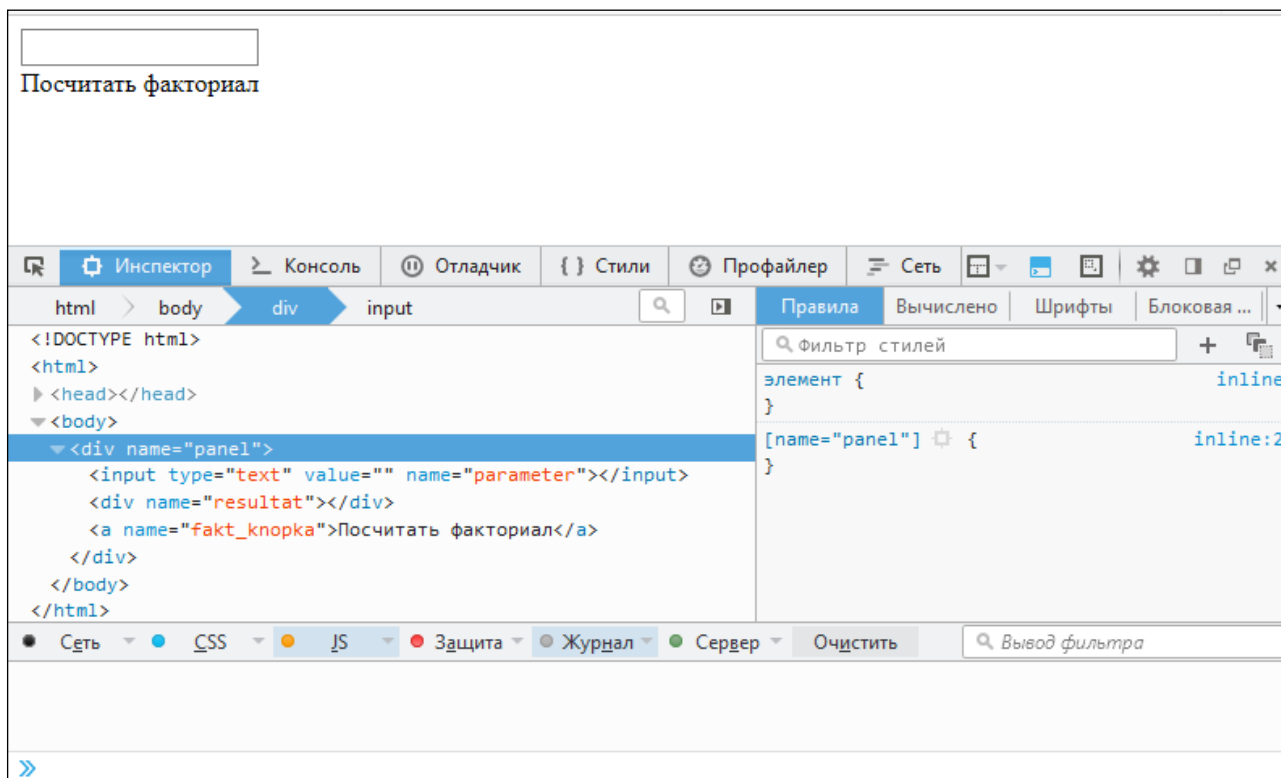 Посчитать факториал
Инспектор Консоль Отладчик { } Стили Профайлер Сеть
html body div input Правила Вычислено Шрифты Блоковая ...
<!DOCTYPE html>
<html>
<head></head>
<body>
<div name="panel">
<input type="text" value="" name="parameter"></input>
<div name="resultat"></div>
<a name="fakt_knopka">Посчитать факториал</a>
</div>
</body>
</html>
Фильтр стилей +
элемент { inline
}
[name="panel"] { inline:2
}
Сеть CSS JS Защита Журнал Сервер Очистить Вывод фильтра